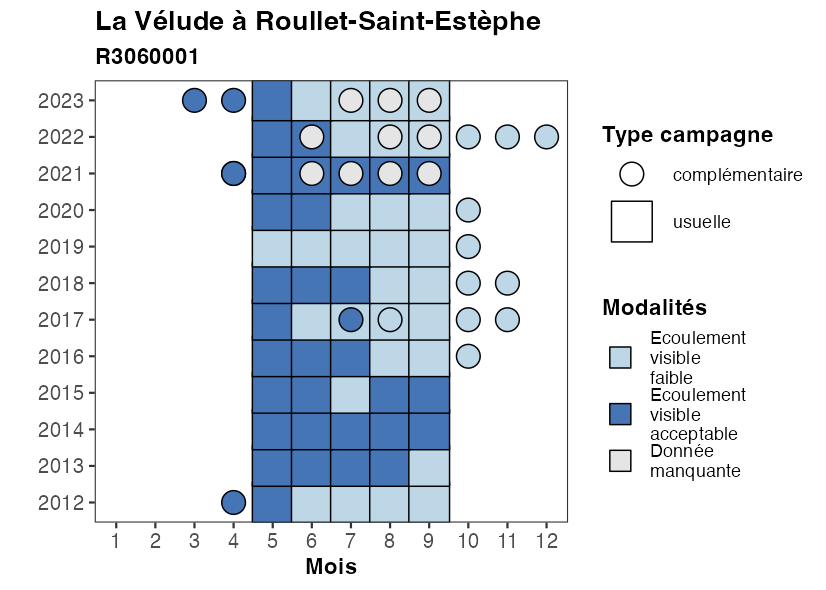 La Vélude à Roullet-Saint-Estèphe
R3060001
2023
2022
2021
2020
2019
2018
2017
2016
2015
2014
2013
2012
1 2 3 4 5 6 7 8 9 10 11 12
Mois
Type campagne
complémentaire
usuelle
Modalités
Ecoulement
visible
faible
Ecoulement
visible
acceptable
Donnée
manquante